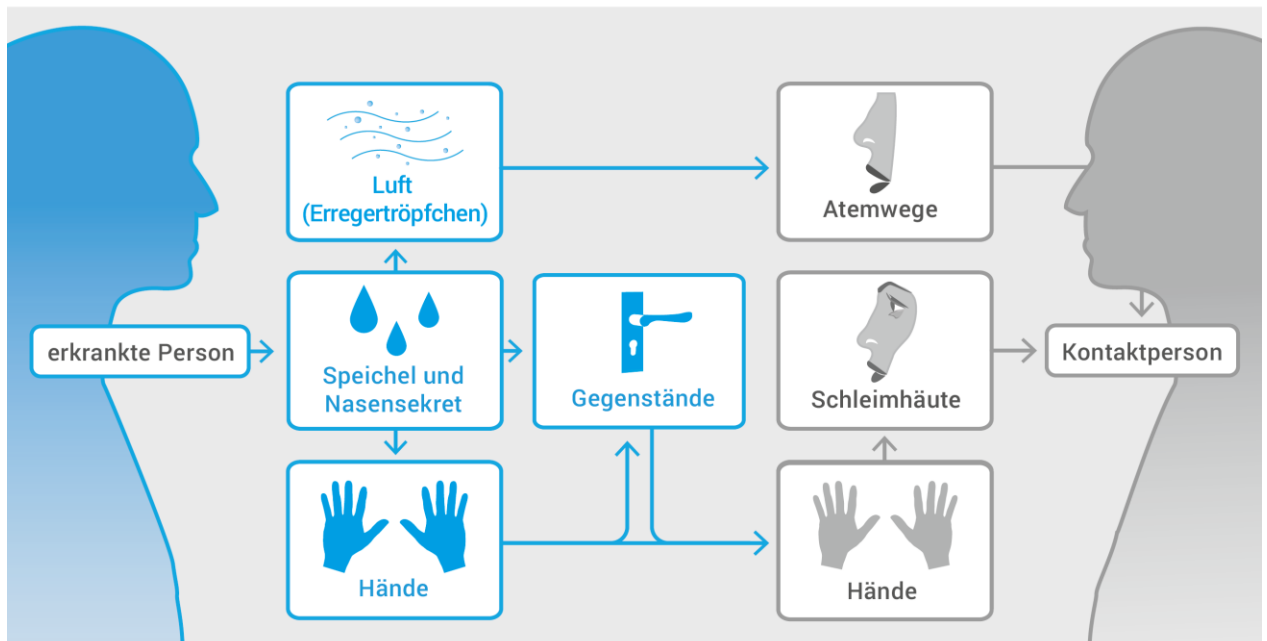 Luft
(Erregertröpfchen)
Atemwege
erkrankte Person
Speichel und
Nasensekret
Gegenstände
Schleimhäute
Kontaktperson
Hände
Hände